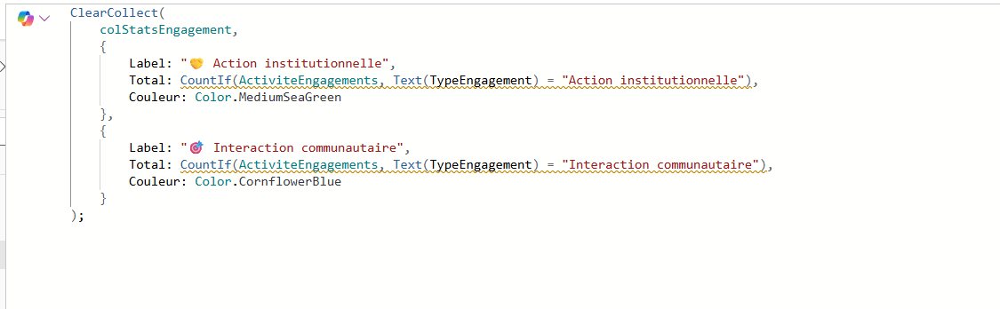 ClearCollect(
colStatsEngagement,
{
Label: "🤝 Action institutionnelle",
Total: CountIf(ActiviteEngagements, Text(TypeEngagement) = "Action institutionnelle"),
Couleur: Color.MediumSeaGreen
},
{
Label: "🎯 Interaction communautaire",
Total: CountIf(ActiviteEngagements, Text(TypeEngagement) = "Interaction communautaire"),
Couleur: Color.CornflowerBlue
}
);